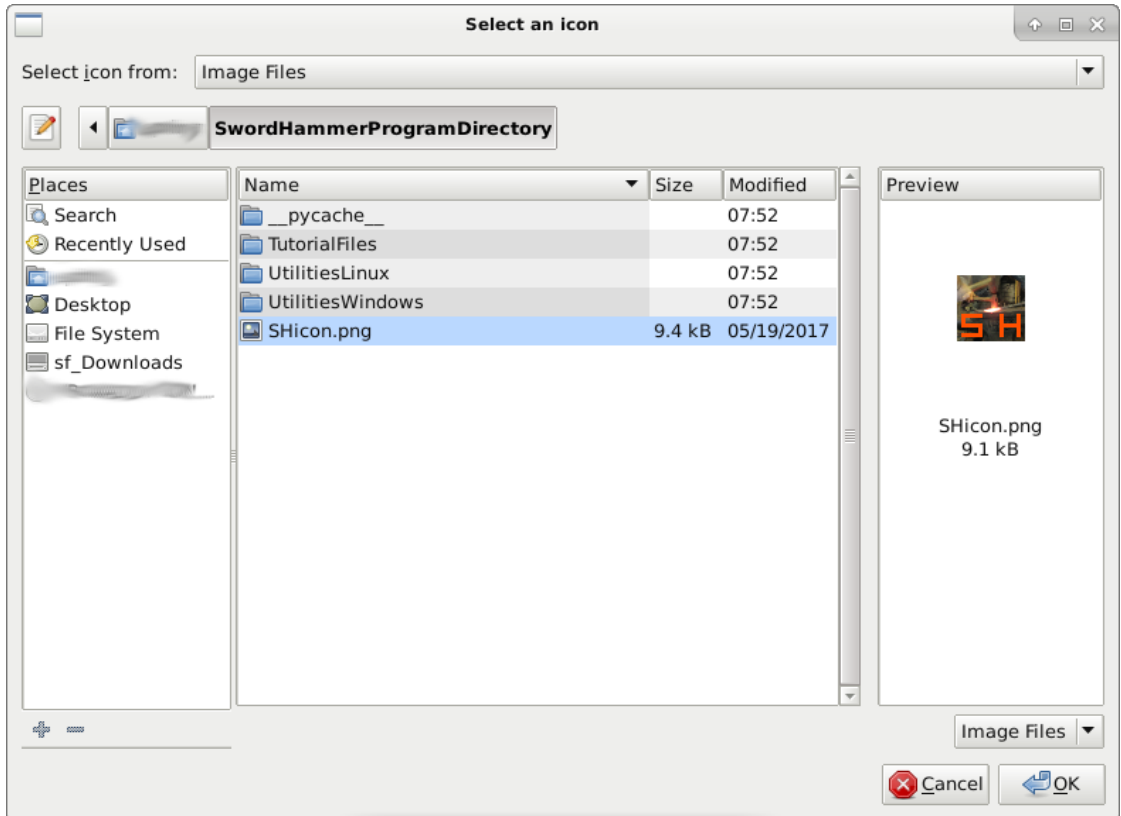 Select an icon
Select icon from: Image Files
SwordHammerProgramDirectory
Places
Search
Recently Used
Desktop
File System
sf_Downloads
Name Size Modified
__pycache__ 07:52
TutorialFiles 07:52
UtilitiesLinux 07:52
UtilitiesWindows 07:52
SHicon.png 9.4 kB 05/19/2017
Preview
S H
SHicon.png
9.1 kB
Image Files
Cancel OK